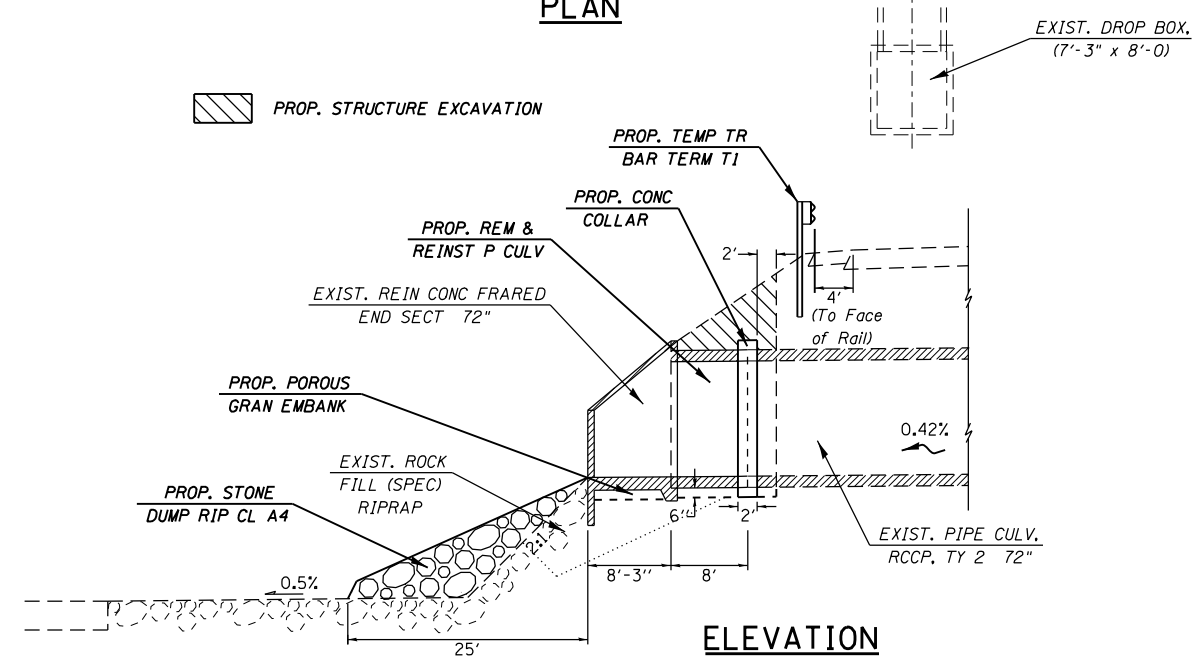 PLAN
EXIST. DROP BOX.
(7'-3" x 8'-0)
PROP. STRUCTURE EXCAVATION
PROP. TEMP TR
BAR TERM T1
PROP. CONC
COLLAR
PROP. REM &
REINST P CULV
2'
EXIST. REIN CONC FRARED
END SECT 72"
4'
(To Face
of Rail)
PROP. POROUS
GRAN EMBANK
0.42%
EXIST. ROCK
FILL (SPEC)
RIPRAP
PROP. STONE
DUMP RIP CL A4
6"
2'
2:1
EXIST. PIPE CULV.
RCCP. TY 2 72"
8'-3"
8'
0.5%
25'
ELEVATION